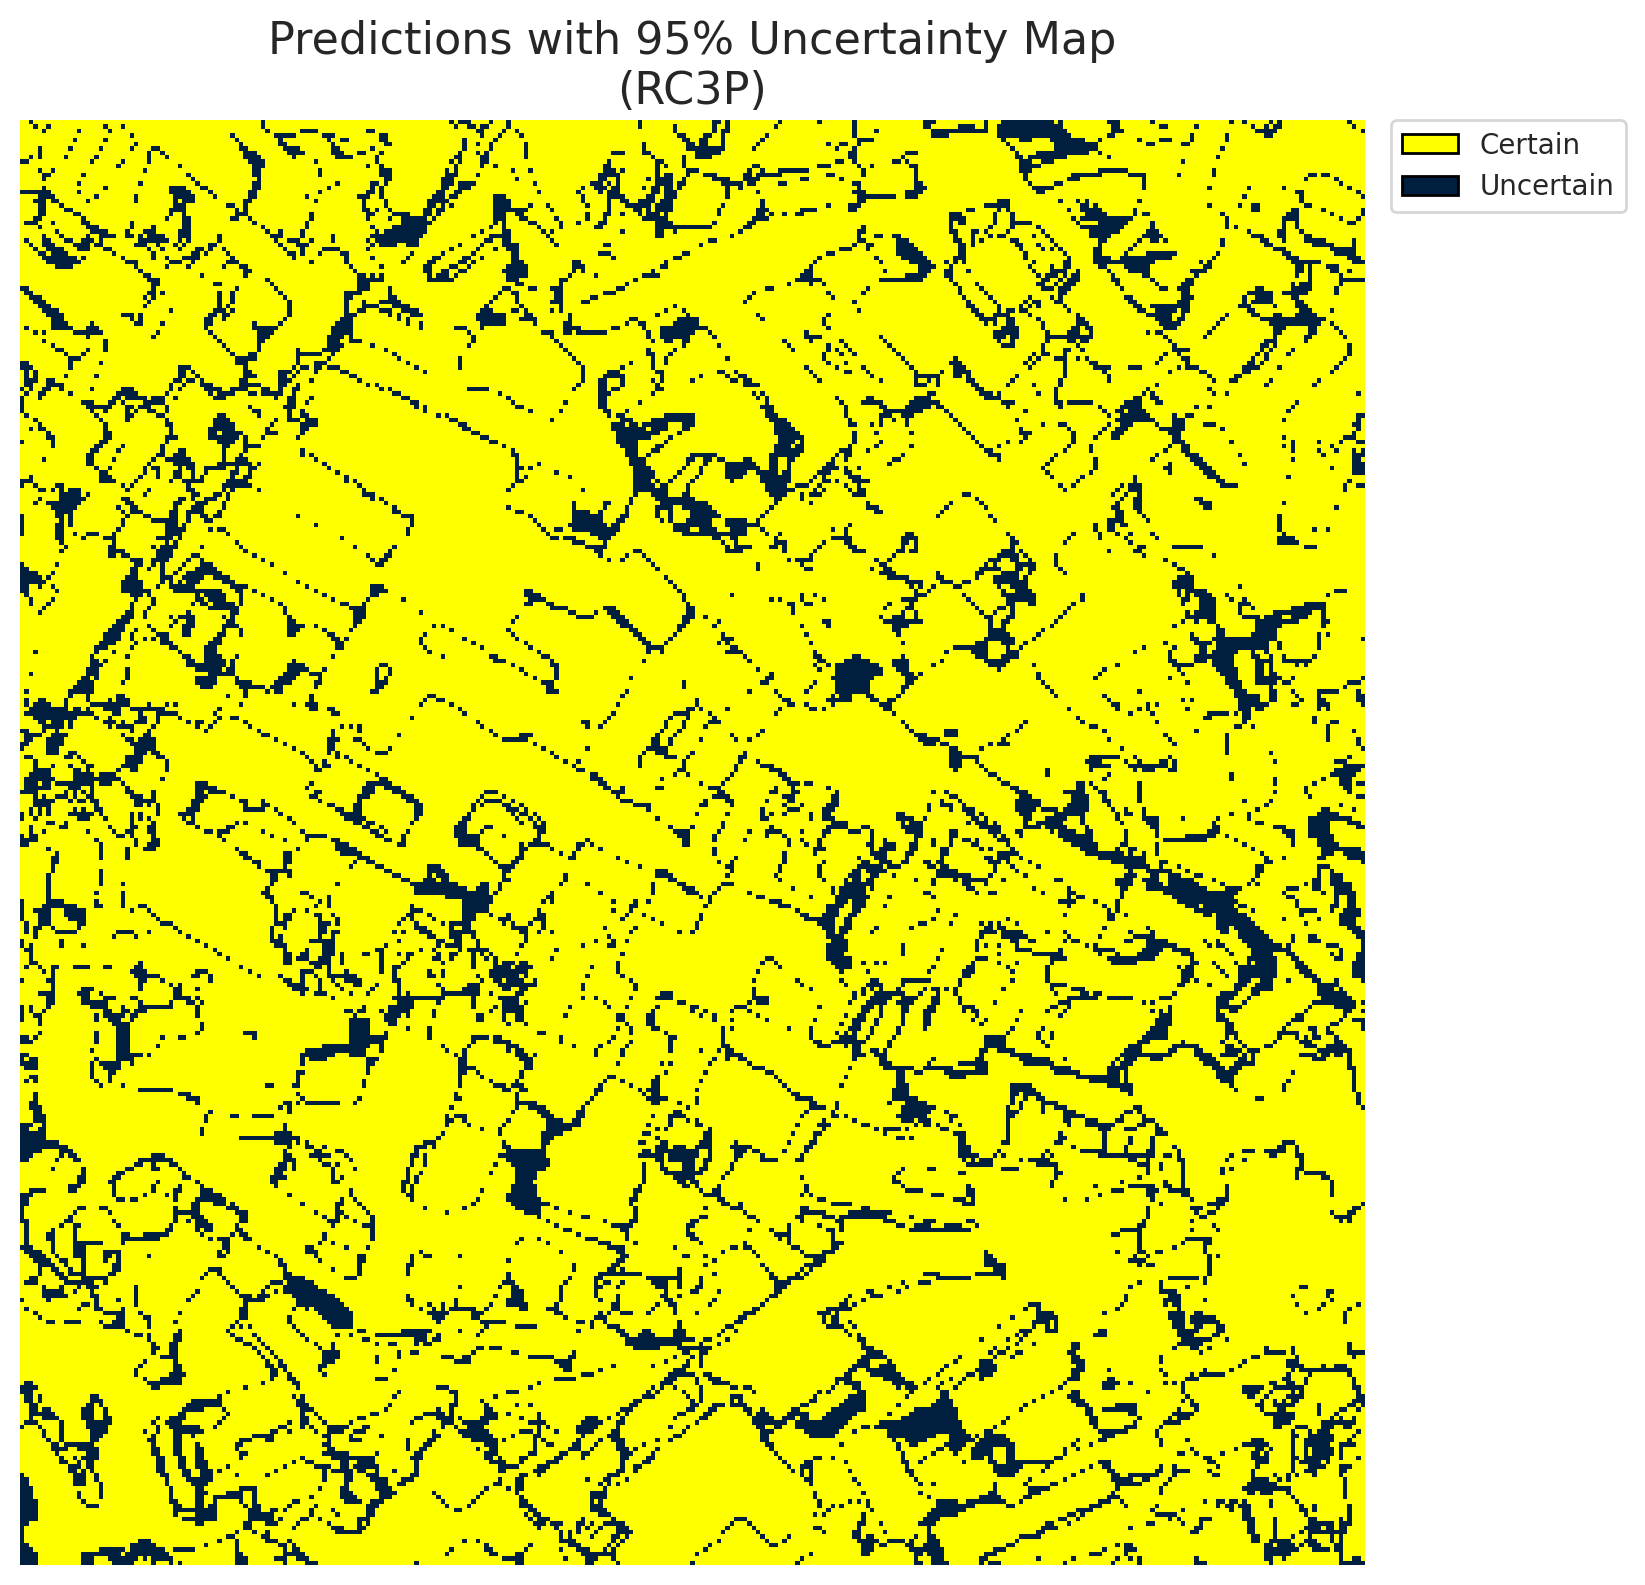 Predictions with 95% Uncertainty Map
(RC3P)
Certain
Uncertain